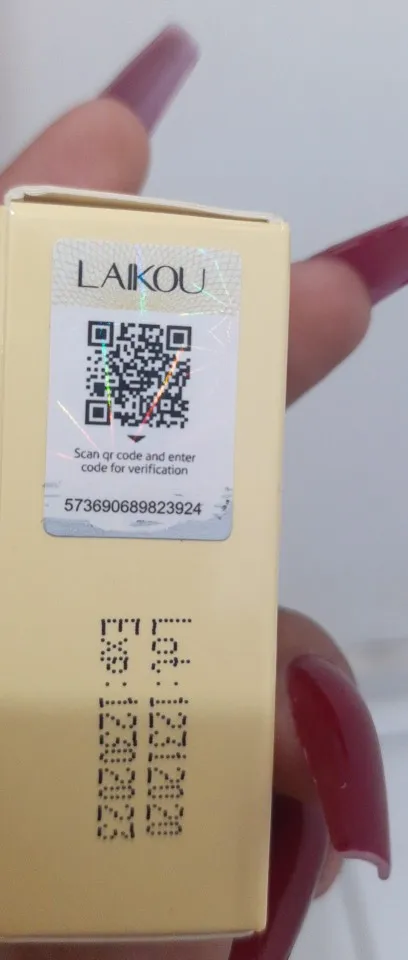 LAIKOU
Scan qr code and enter
code for verification
573690689823924
Lot.: 12312020
Exp.: 12302023